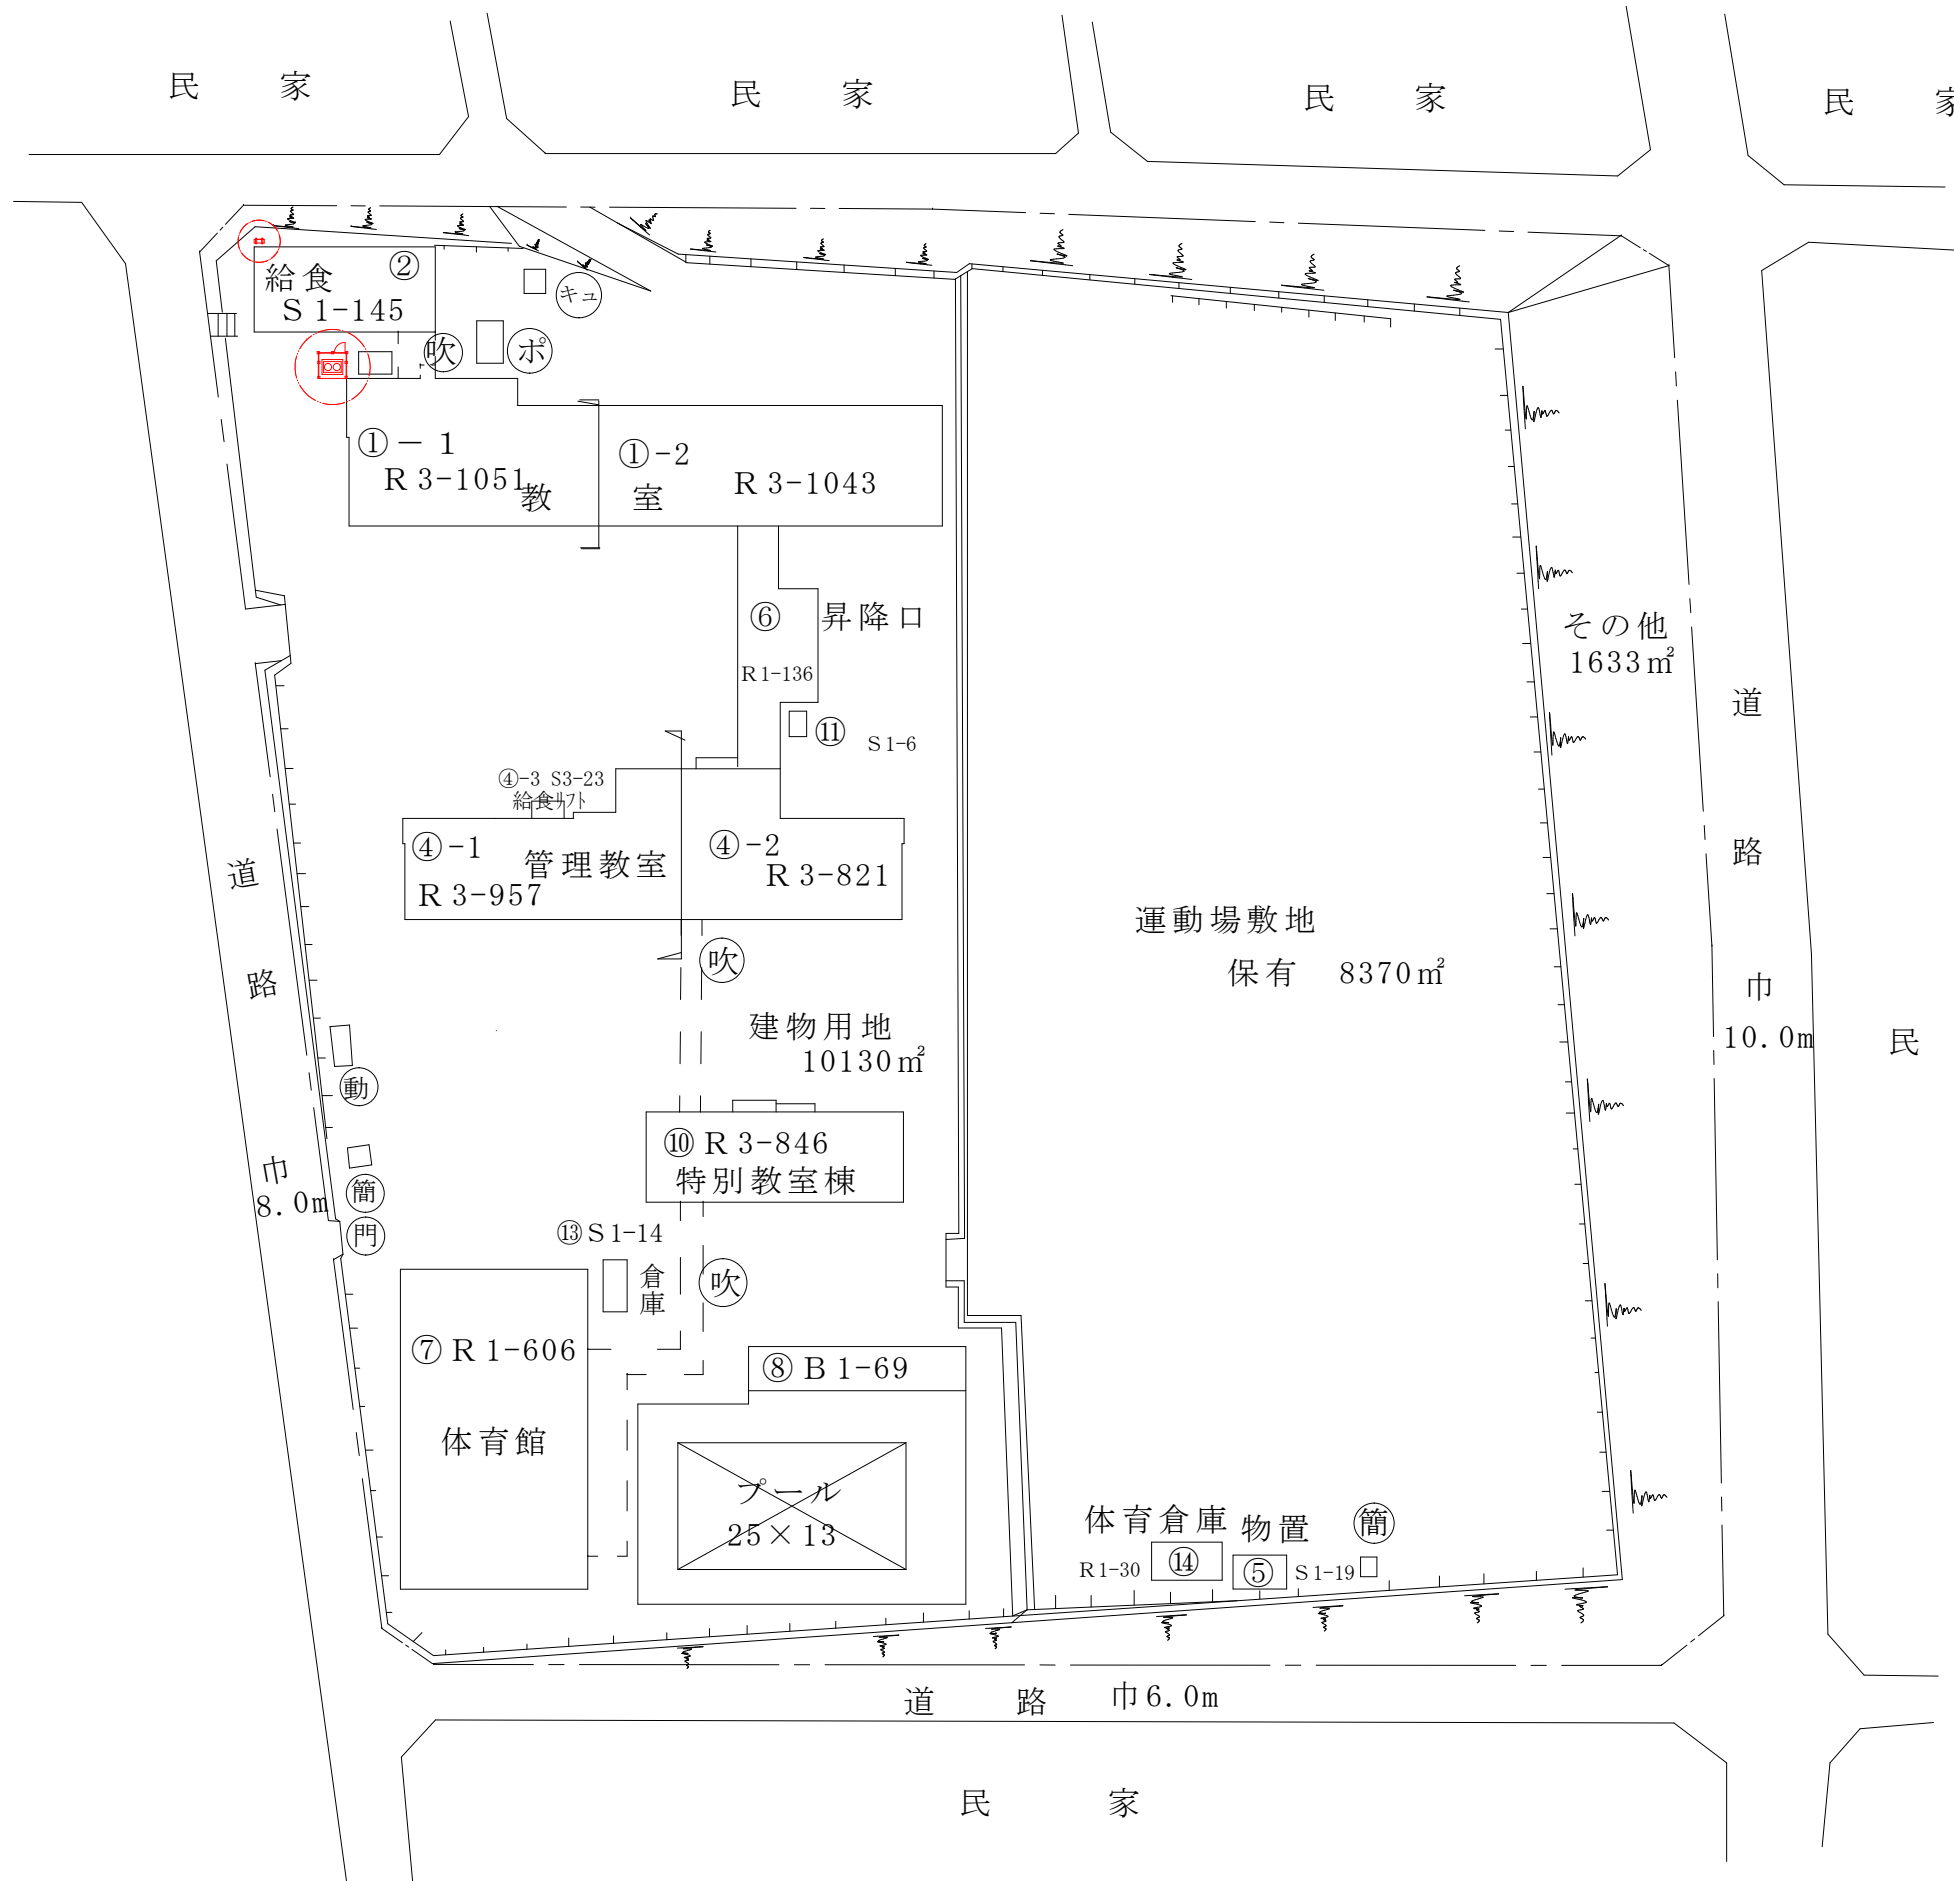 民　家
民　家
民　家
民　家
給食 ②
S 1-145
キュ
吹
ポ
①－1
R 3-1051
教室
①-2
R 3-1043
⑥ 昇降口
R1-136
⑪ S1-6
④-3 S3-23
給食ﾘﾌﾄ
④-1
R 3-957
管理教室
④-2
R 3-821
吹
その他
1633㎡
道路
巾
10.0m
民
運動場敷地
保有　8370㎡
建物用地
10130㎡
道路
巾
8.0m
動
簡
門
⑩ R 3-846
特別教室棟
⑬ S 1-14
倉庫
吹
⑦ R 1-606
体育館
⑧ B 1-69
プール
25×13
体育倉庫
R1-30 ⑭
物置
⑤ S1-19
簡
道　路　巾6.0m
民　家